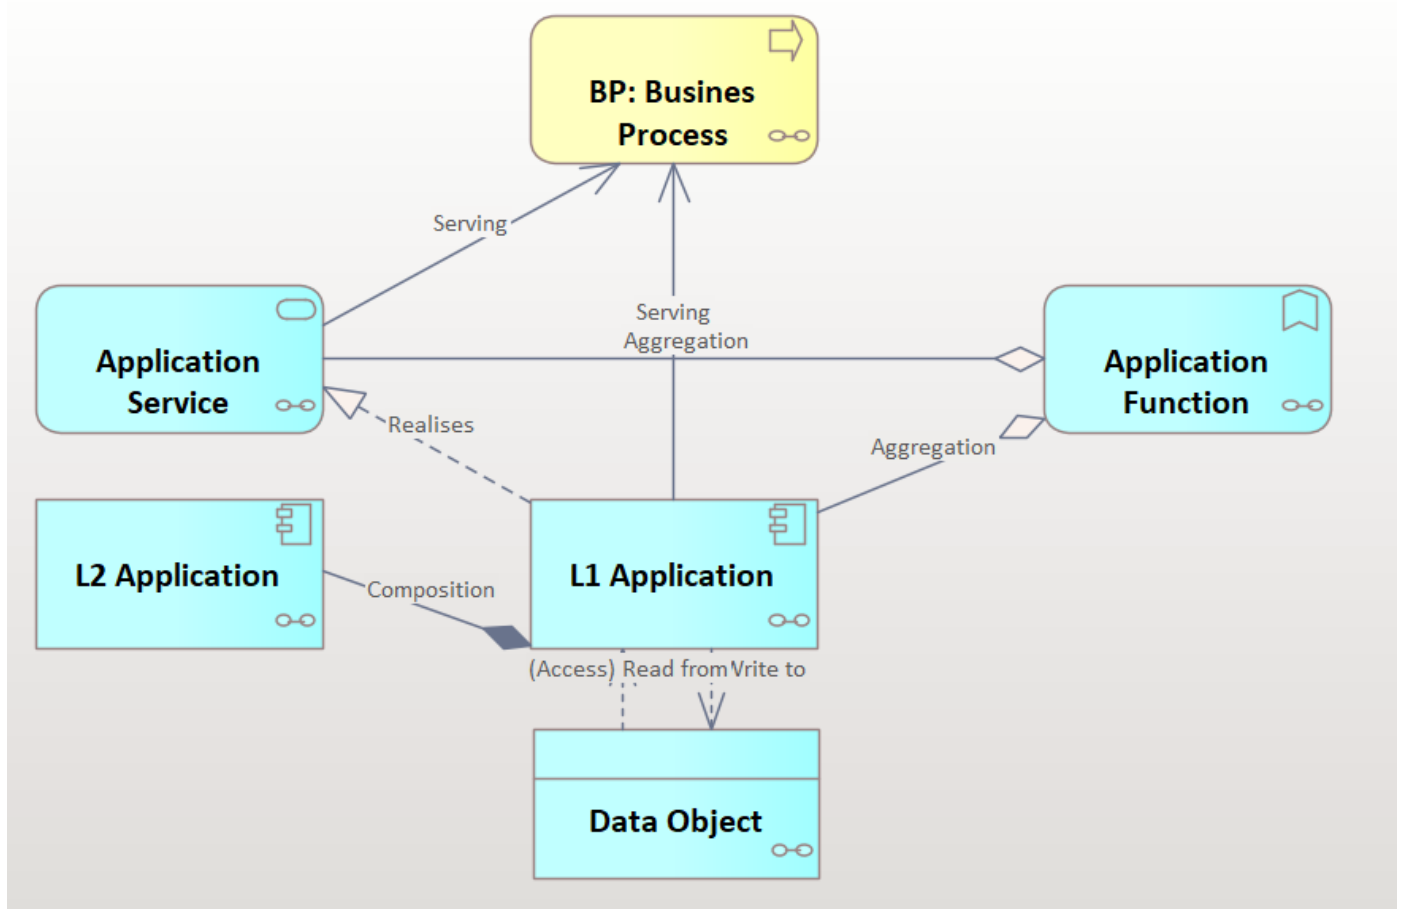 BP: Busines
Process
Serving
Serving
Aggregation
Application
Service
Application
Function
Realises
Aggregation
L2 Application
Composition
L1 Application
(Access) Read from
Write to
Data Object